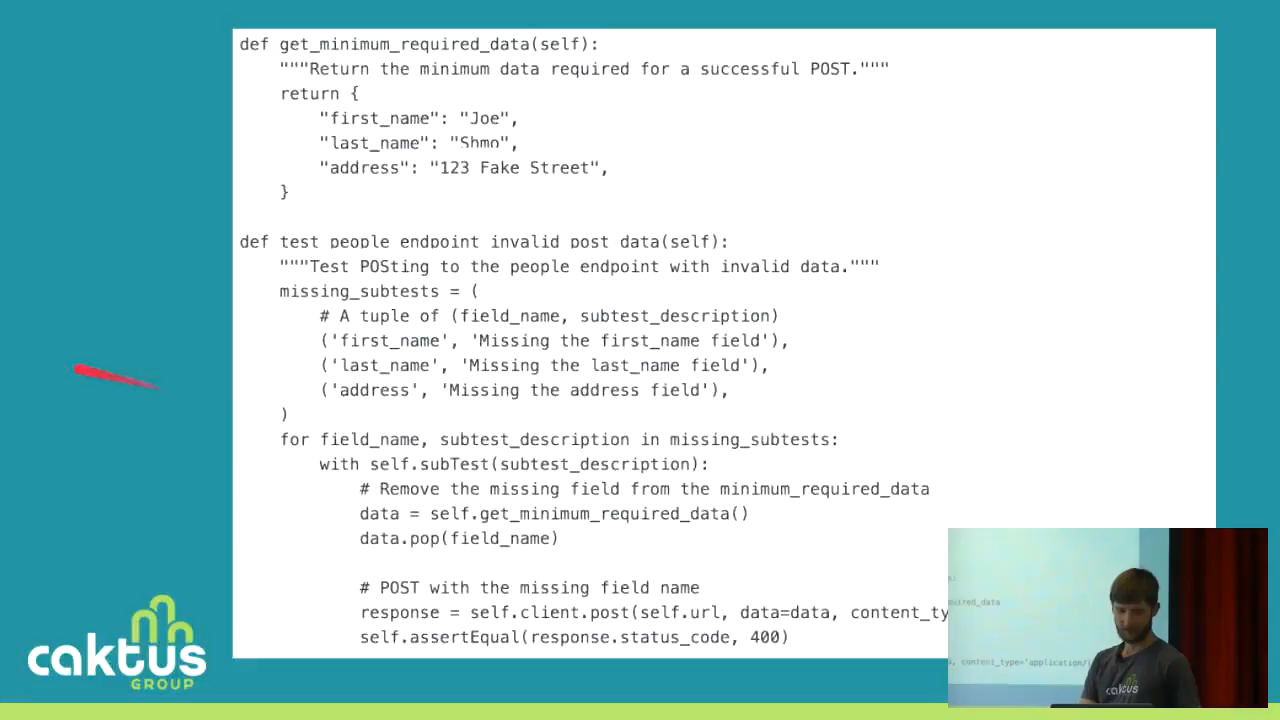 def get_minimum_required_data(self):
    """Return the minimum data required for a successful POST."""
    return {
        "first_name": "Joe",
        "last_name": "Shmo",
        "address": "123 Fake Street",
    }

def test_people_endpoint_invalid_post_data(self):
    """Test POSting to the people endpoint with invalid data."""
    missing_subtests = (
        # A tuple of (field_name, subtest_description)
        ('first_name', 'Missing the first_name field'),
        ('last_name', 'Missing the last_name field'),
        ('address', 'Missing the address field'),
    )
    for field_name, subtest_description in missing_subtests:
        with self.subTest(subtest_description):
            # Remove the missing field from the minimum_required_data
            data = self.get_minimum_required_data()
            data.pop(field_name)

            # POST with the missing field name
            response = self.client.post(self.url, data=data, content_ty
            self.assertEqual(response.status_code, 400)
caktus
GROUP
uired_data
, content_type='application/
caktus